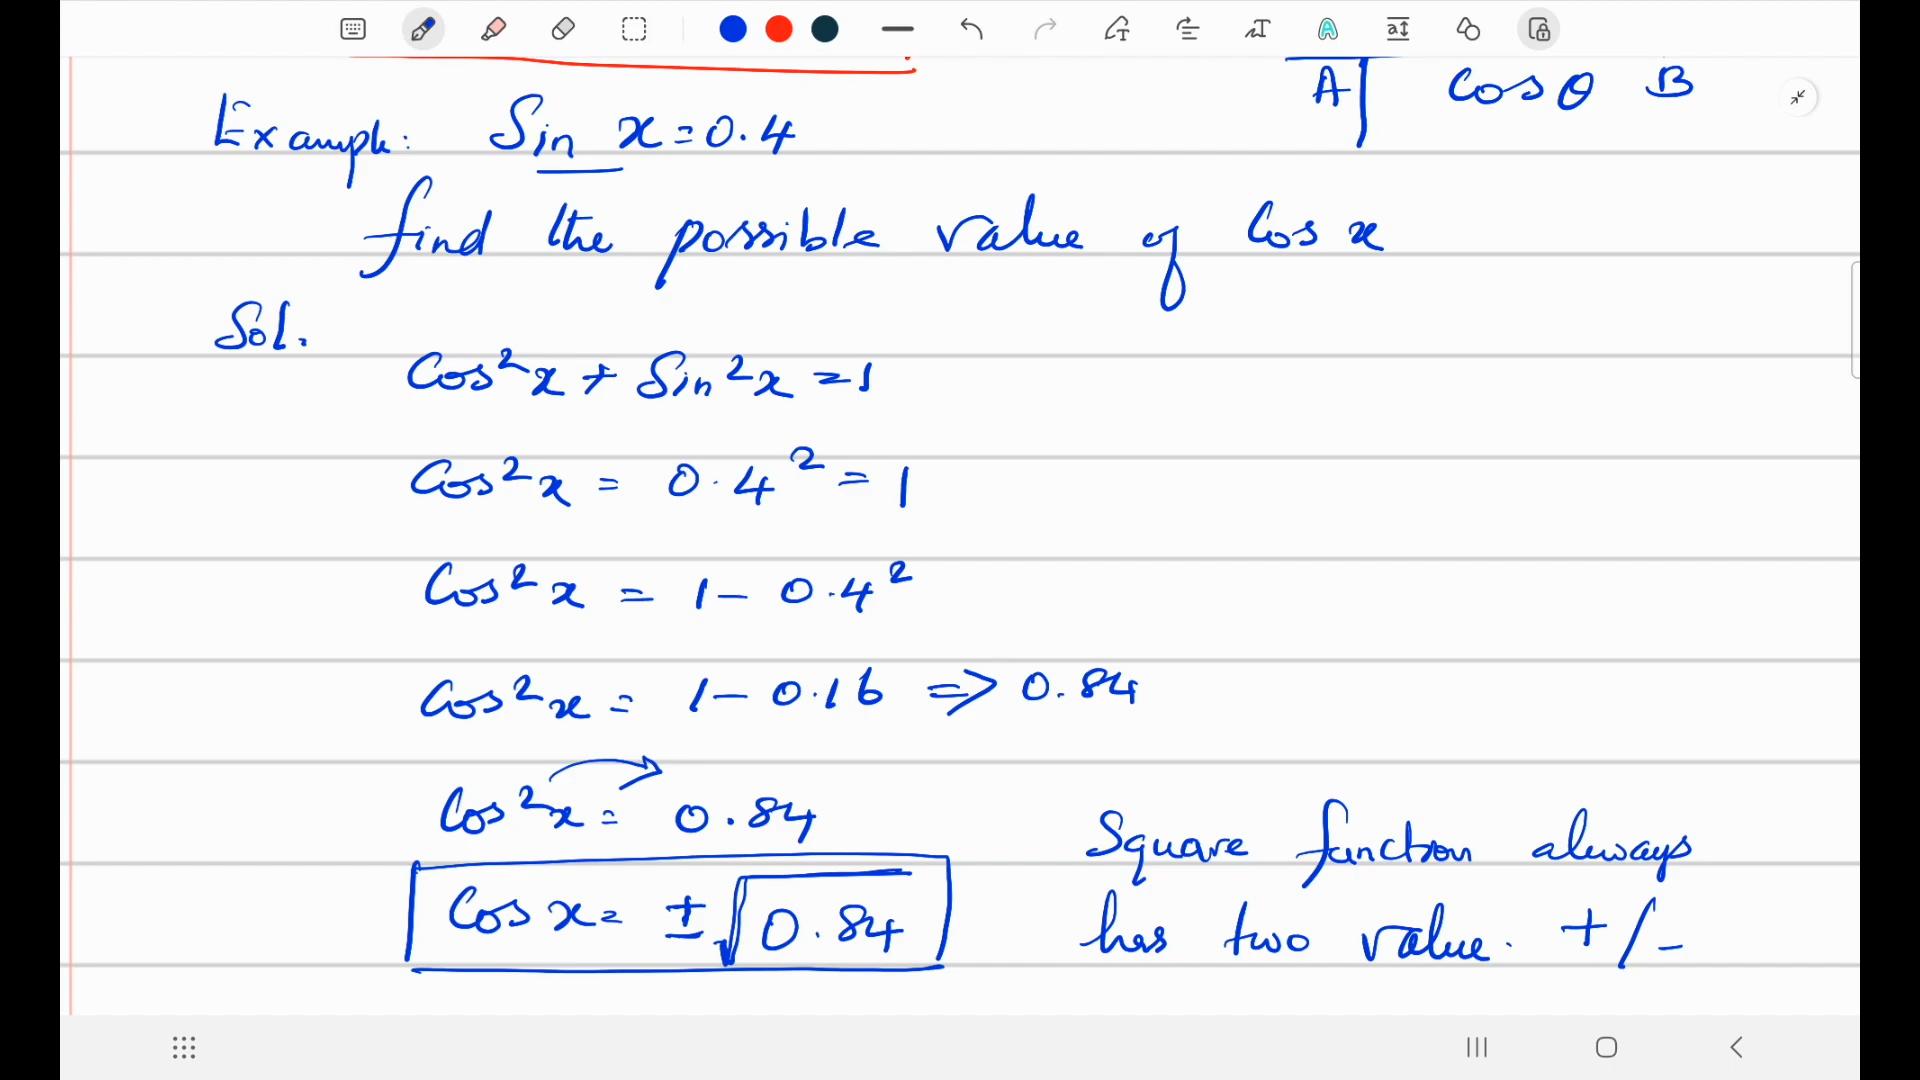 A cos θ B
Example: Sin x = 0.4
find the possible value of Cos x
Sol.
Cos²x + Sin²x = 1
Cos²x = 0.4² = 1
Cos²x = 1 - 0.4²
Cos²x = 1 - 0.16 => 0.84
Cos²x = 0.84
Cos x = ±√0.84
Square function always
has two value. +/-